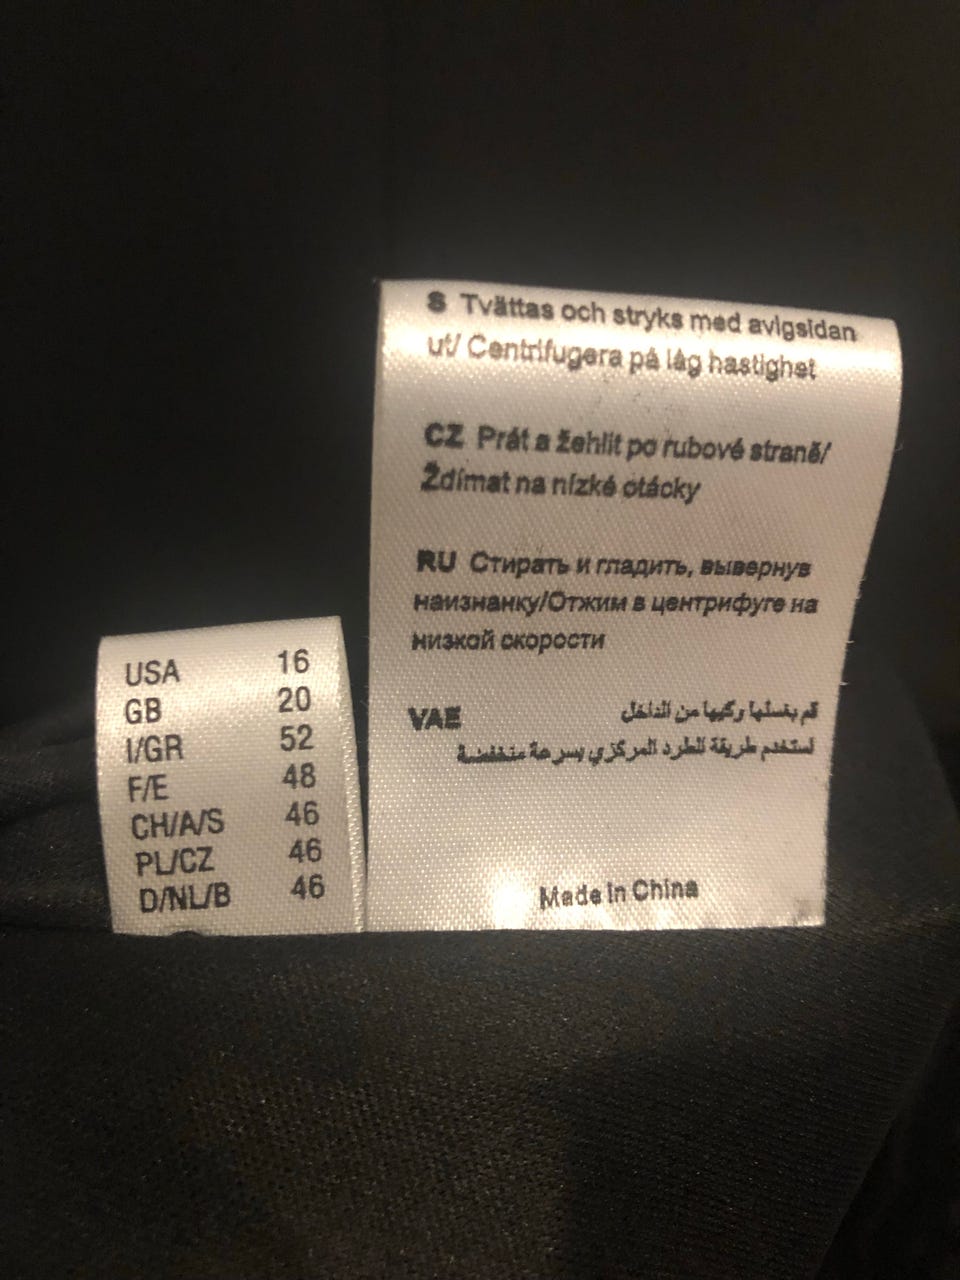 S Tvättas och stryks med avigsidan
ut/ Centrifugera på låg hastighet
CZ Prát a žehlit po rubové straně/
Ždímat na nízké otácky
RU Стирать и гладить, вывернув
наизнанку/Отжим в центрифуге на
низкой скорости
VAE قم بغسلها وكيها من الداخل
استخدم طريقة للطرد المركزي بسرعة منخفضة
Made in China
USA 16
GB 20
I/GR 52
F/E 48
CH/A/S 46
PL/CZ 46
D/NL/B 46